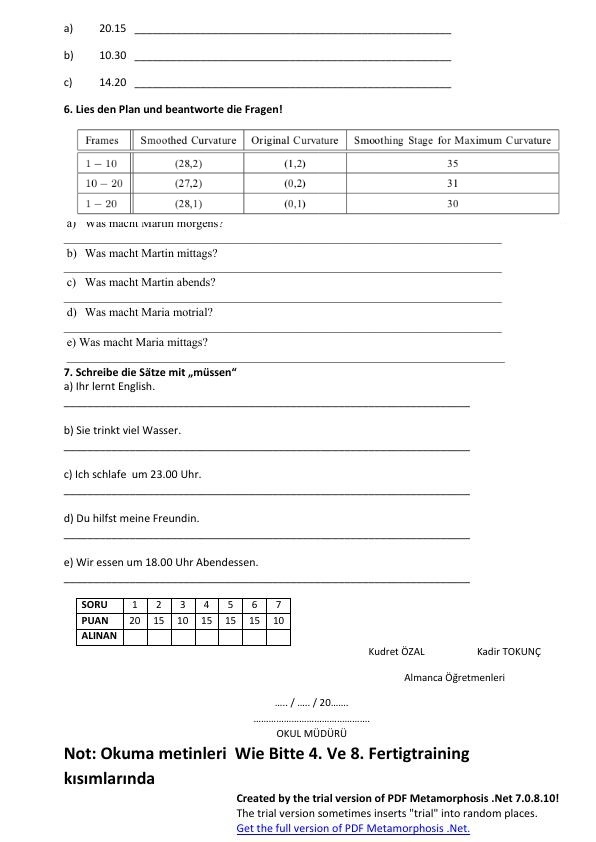 a) 20.15 ______________________________________________________
b) 10.30 ______________________________________________________
c) 14.20 ______________________________________________________
6. Lies den Plan und beantworte die Fragen!
Frames Smoothed Curvature Original Curvature Smoothing Stage for Maximum Curvature
1 − 10 (28,2) (1,2) 35
10 − 20 (27,2) (0,2) 31
1 − 20 (28,1) (0,1) 30
a) Was macht Martin morgens?
b) Was macht Martin mittags?
c) Was macht Martin abends?
d) Was macht Maria motrial?
e) Was macht Maria mittags?
7. Schreibe die Sätze mit „müssen“
a) Ihr lernt English.
b) Sie trinkt viel Wasser.
c) Ich schlafe um 23.00 Uhr.
d) Du hilfst meine Freundin.
e) Wir essen um 18.00 Uhr Abendessen.
SORU 1 2 3 4 5 6 7
PUAN 20 15 10 15 15 15 10
ALINAN
Kudret ÖZAL Kadir TOKUNÇ
Almanca Öğretmenleri
..... / ..... / 20.......
..........................................
OKUL MÜDÜRÜ
Not: Okuma metinleri Wie Bitte 4. Ve 8. Fertigtraining
kısımlarında
Created by the trial version of PDF Metamorphosis .Net 7.0.8.10!
The trial version sometimes inserts "trial" into random places.
Get the full version of PDF Metamorphosis .Net.